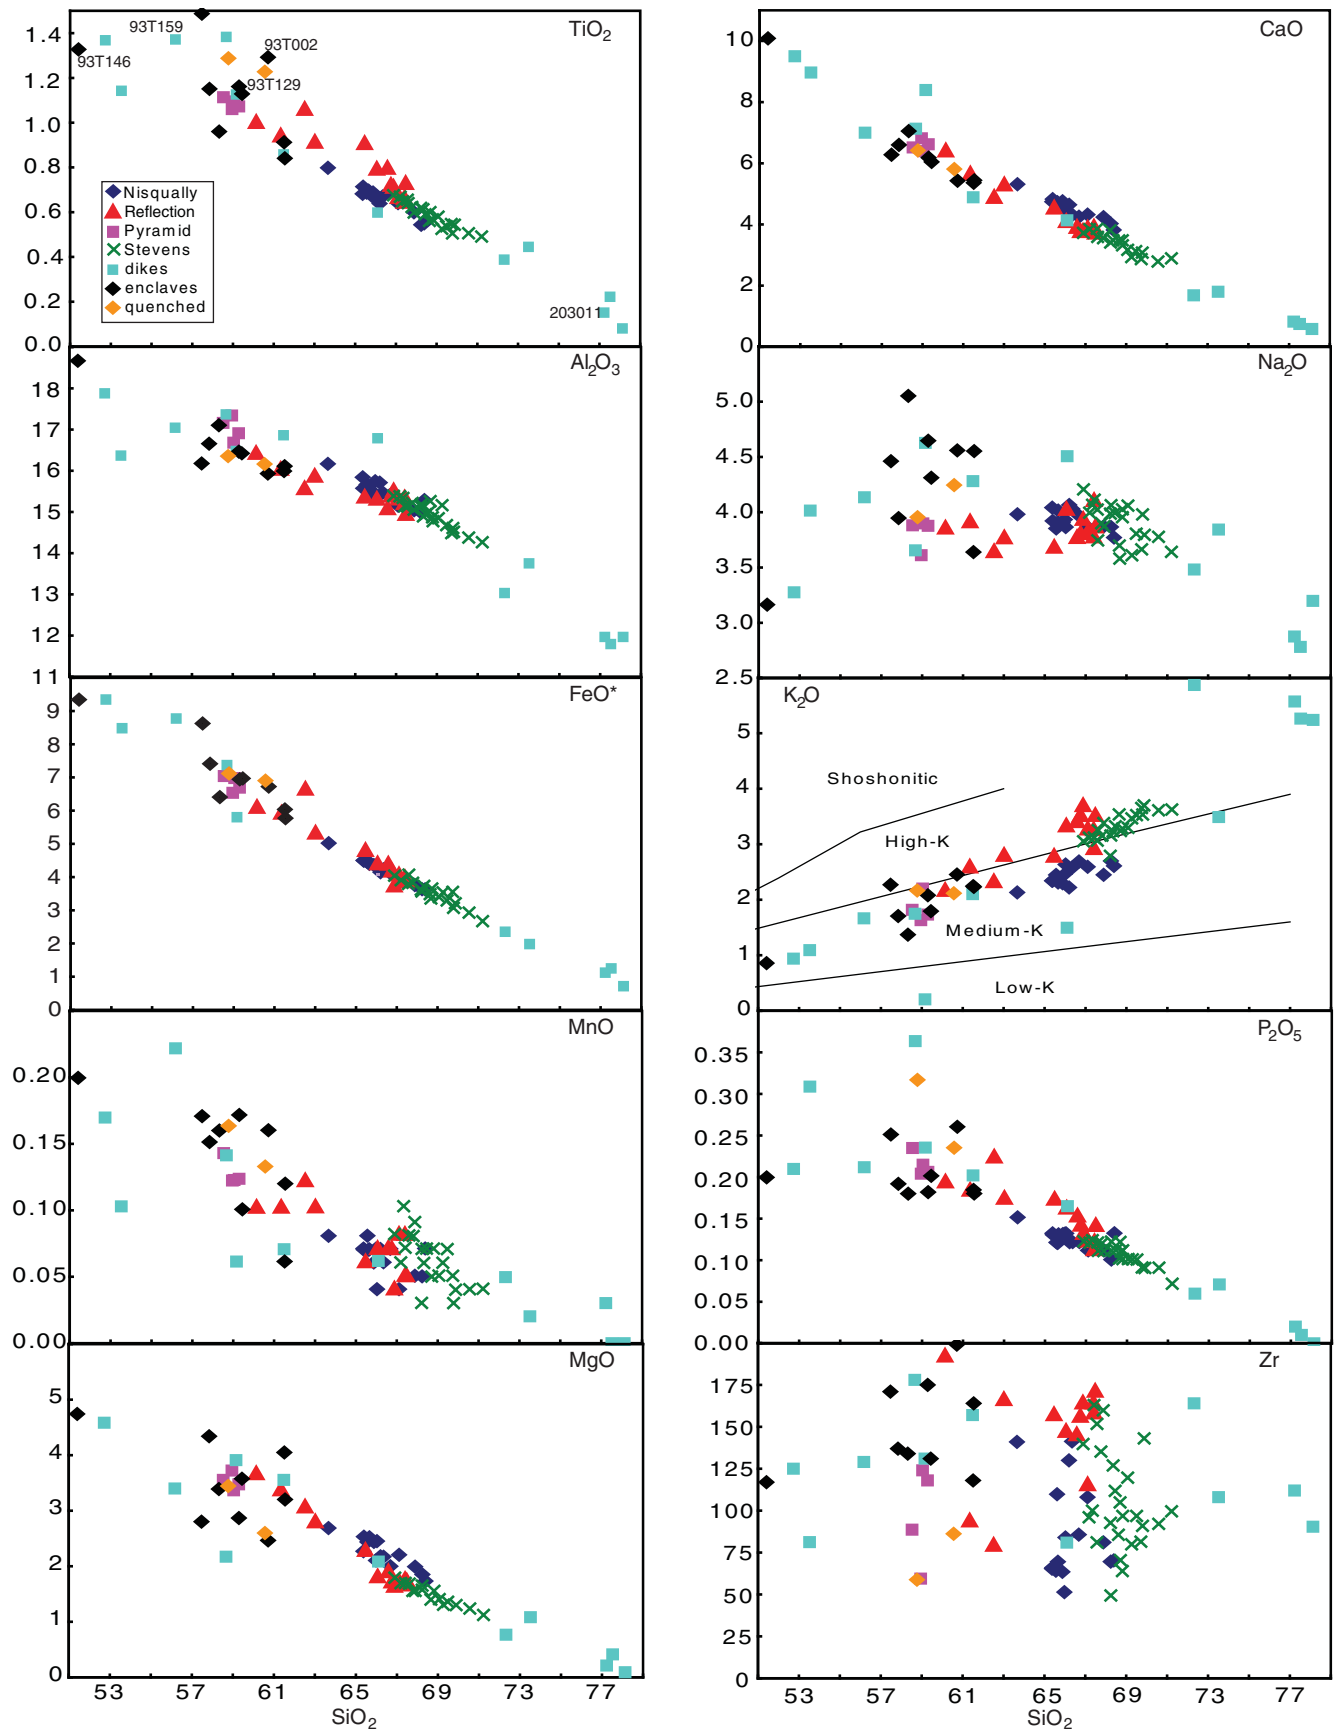 TiO2
1.4
1.2
1.0
0.8
0.6
0.4
0.2
0.0
93T159
93T146
93T002
93T129
203011
Nisqually
Reflection
Pyramid
Stevens
dikes
enclaves
quenched
CaO
10
8
6
4
2
0
Al2O3
18
17
16
15
14
13
12
11
Na2O
5.0
4.5
4.0
3.5
3.0
2.5
FeO*
9
8
7
6
5
4
3
2
1
0
K2O
5
4
3
2
1
0
Shoshonitic
High-K
Medium-K
Low-K
MnO
0.20
0.15
0.10
0.05
0.00
P2O5
0.35
0.30
0.25
0.20
0.15
0.10
0.05
0.00
MgO
5
4
3
2
1
0
53 57 61 65 69 73 77
SiO2
Zr
175
150
125
100
75
50
25
0
53 57 61 65 69 73 77
SiO2